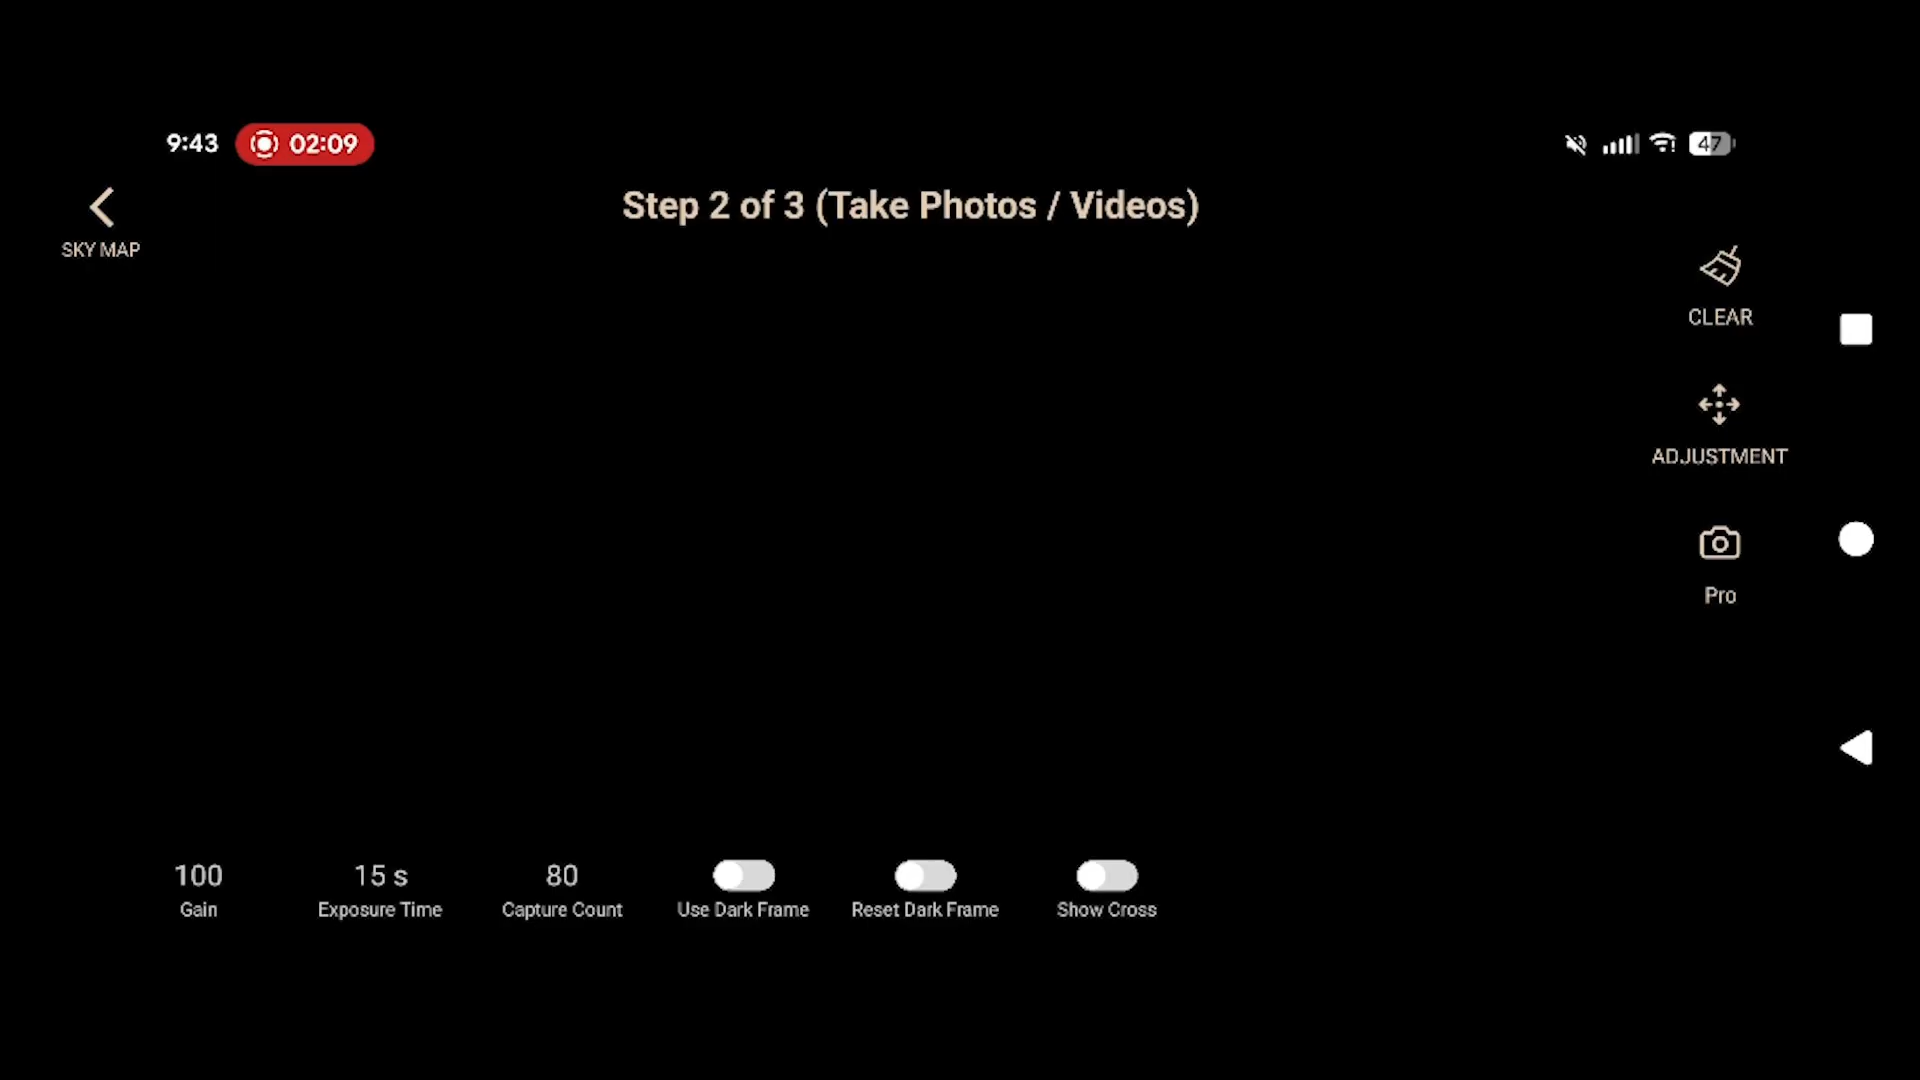 9:43 02:09 47
Step 2 of 3 (Take Photos / Videos)
SKY MAP
CLEAR
ADJUSTMENT
Pro
100 15 s 80
Gain Exposure Time Capture Count Use Dark Frame Reset Dark Frame Show Cross